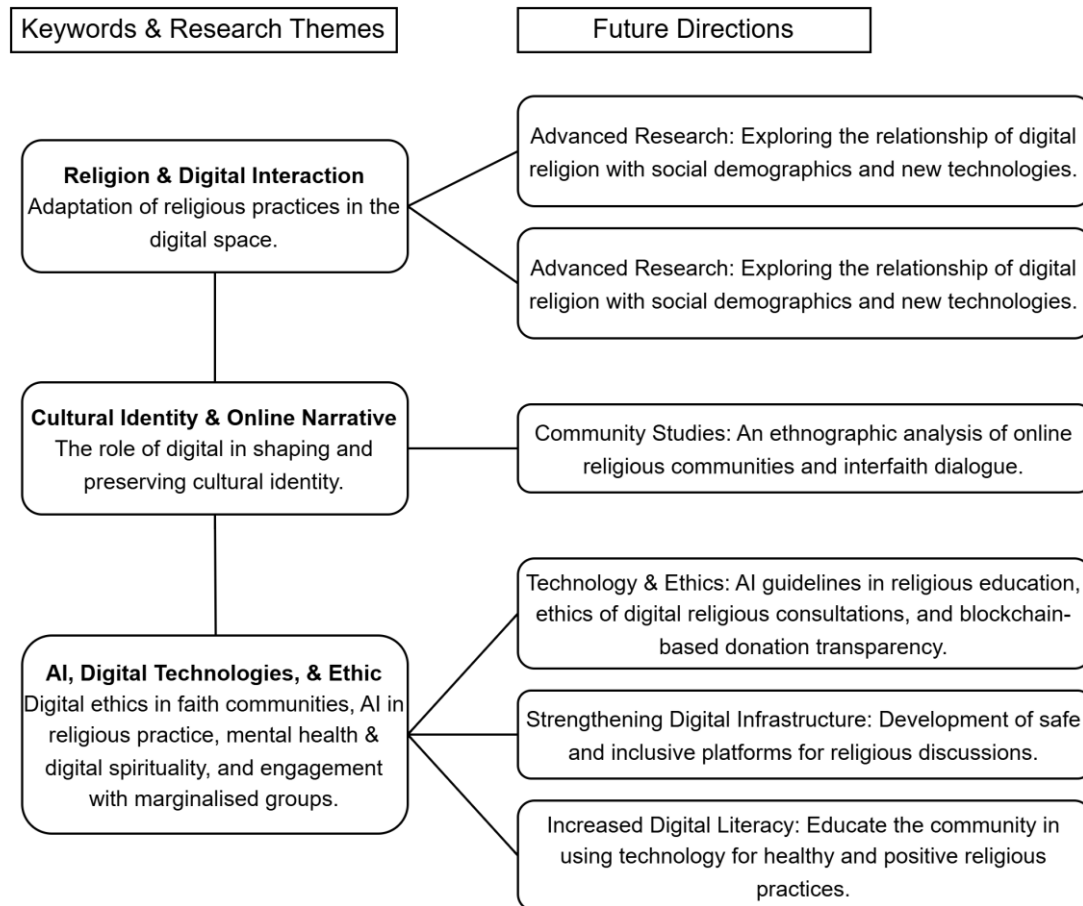 Keywords & Research Themes
Future Directions
Religion & Digital Interaction
Adaptation of religious practices in the
digital space.
Advanced Research: Exploring the relationship of digital
religion with social demographics and new technologies.
Advanced Research: Exploring the relationship of digital
religion with social demographics and new technologies.
Cultural Identity & Online Narrative
The role of digital in shaping and
preserving cultural identity.
Community Studies: An ethnographic analysis of online
religious communities and interfaith dialogue.
AI, Digital Technologies, & Ethic
Digital ethics in faith communities, AI in
religious practice, mental health &
digital spirituality, and engagement
with marginalised groups.
Technology & Ethics: AI guidelines in religious education,
ethics of digital religious consultations, and blockchain-
based donation transparency.
Strengthening Digital Infrastructure: Development of safe
and inclusive platforms for religious discussions.
Increased Digital Literacy: Educate the community in
using technology for healthy and positive religious
practices.